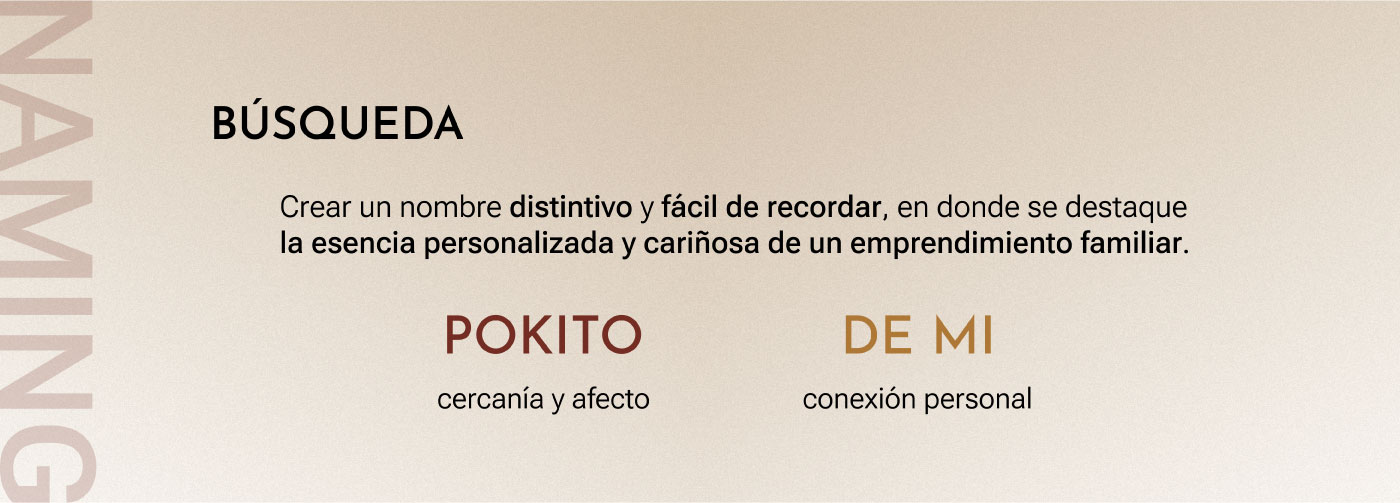 NAMING
BÚSQUEDA
Crear un nombre distintivo y fácil de recordar, en donde se destaque
la esencia personalizada y cariñosa de un emprendimiento familiar.
POKITO
DE MI
cercanía y afecto
conexión personal